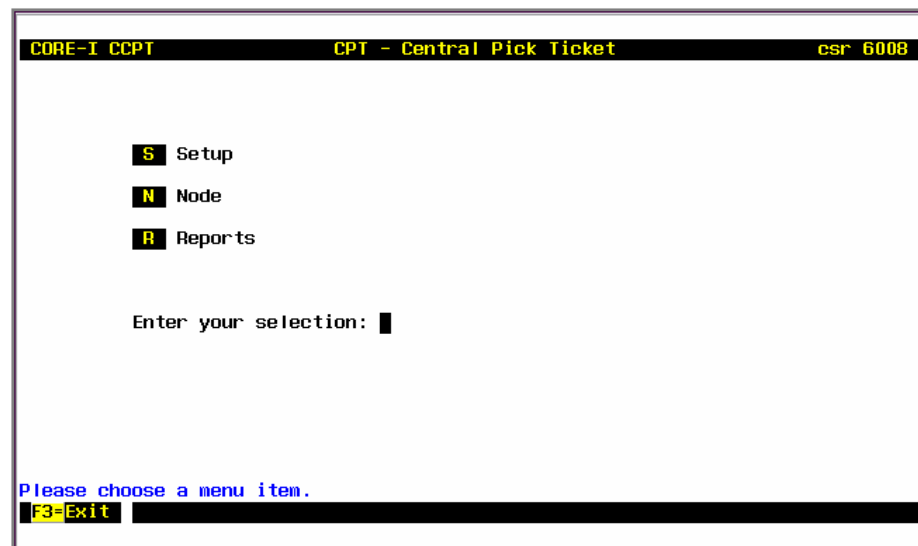 CORE-I CCPT CPT - Central Pick Ticket csr 6008
S Setup
N Node
R Reports
Enter your selection:
Please choose a menu item.
F3=Exit